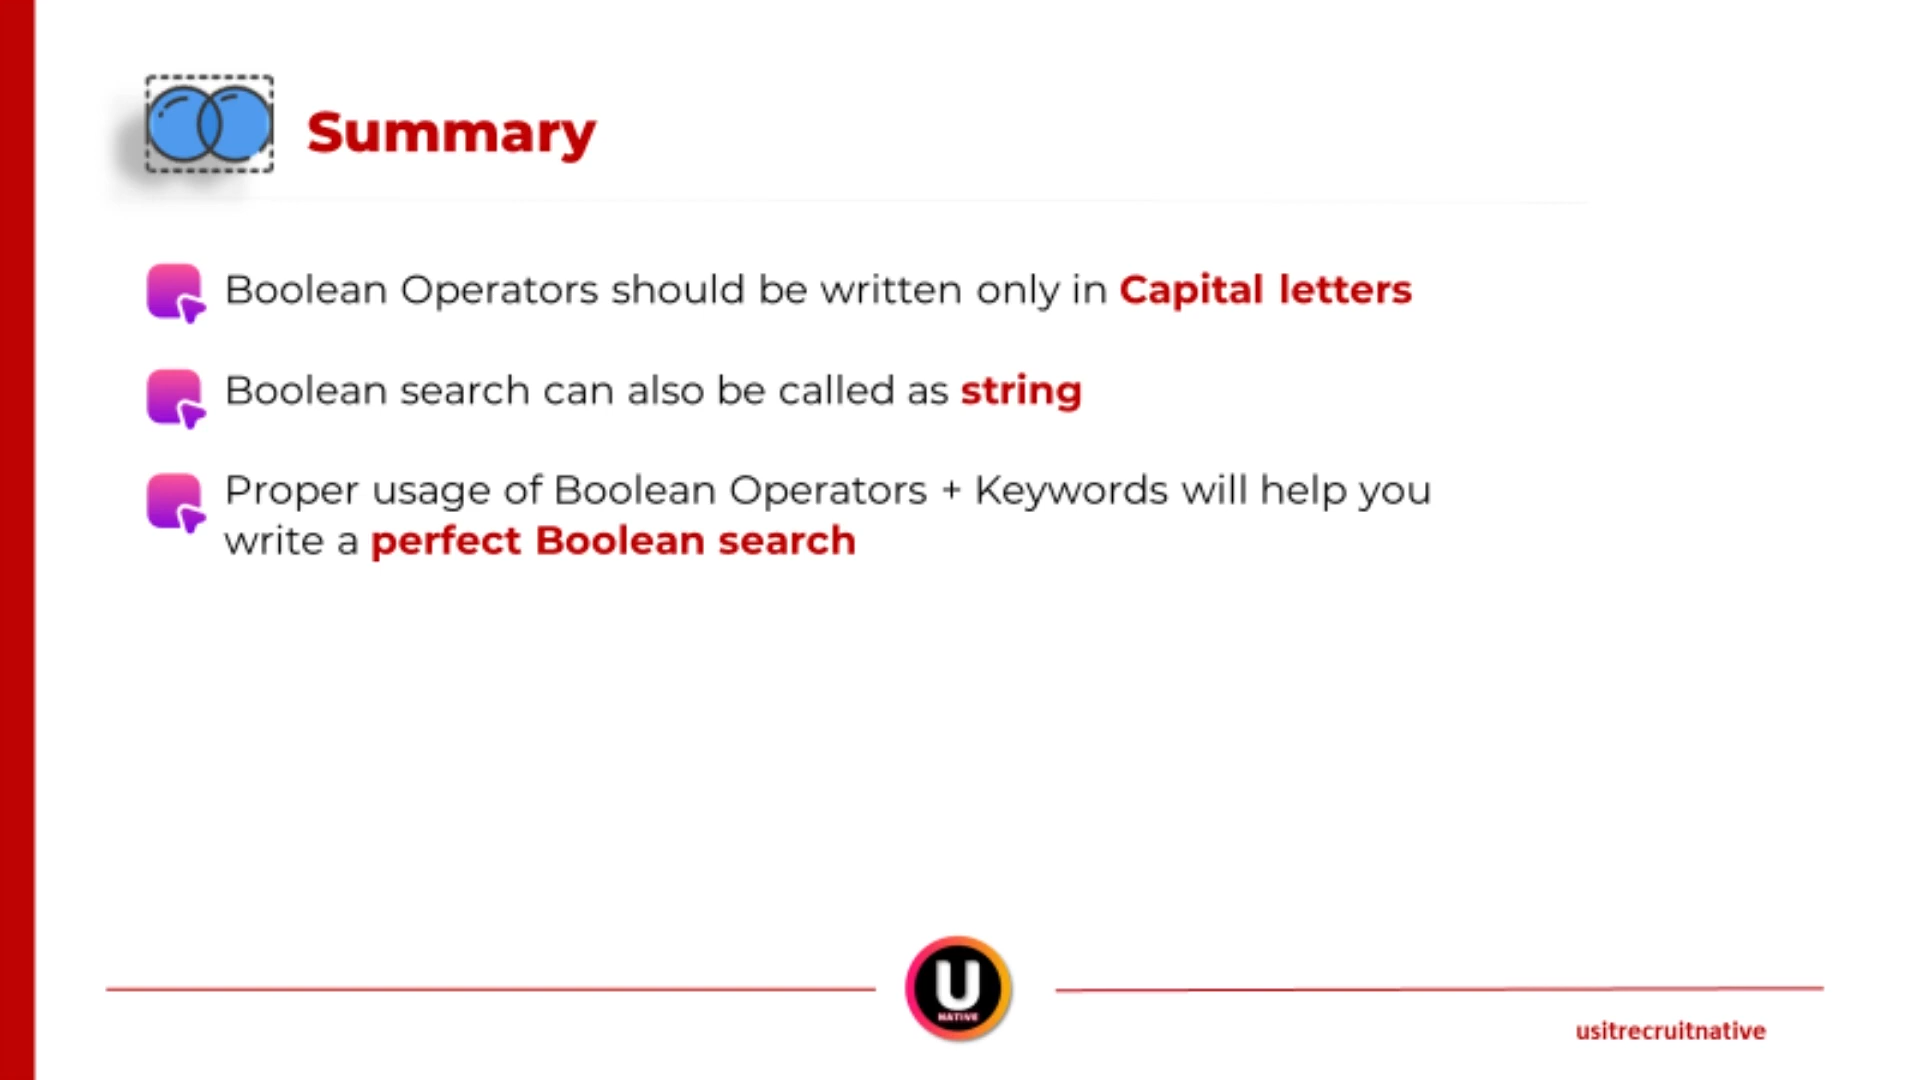 Summary
Boolean Operators should be written only in Capital letters
Boolean search can also be called as string
Proper usage of Boolean Operators + Keywords will help you
write a perfect Boolean search
U
NATIVE
usitrecruitnative